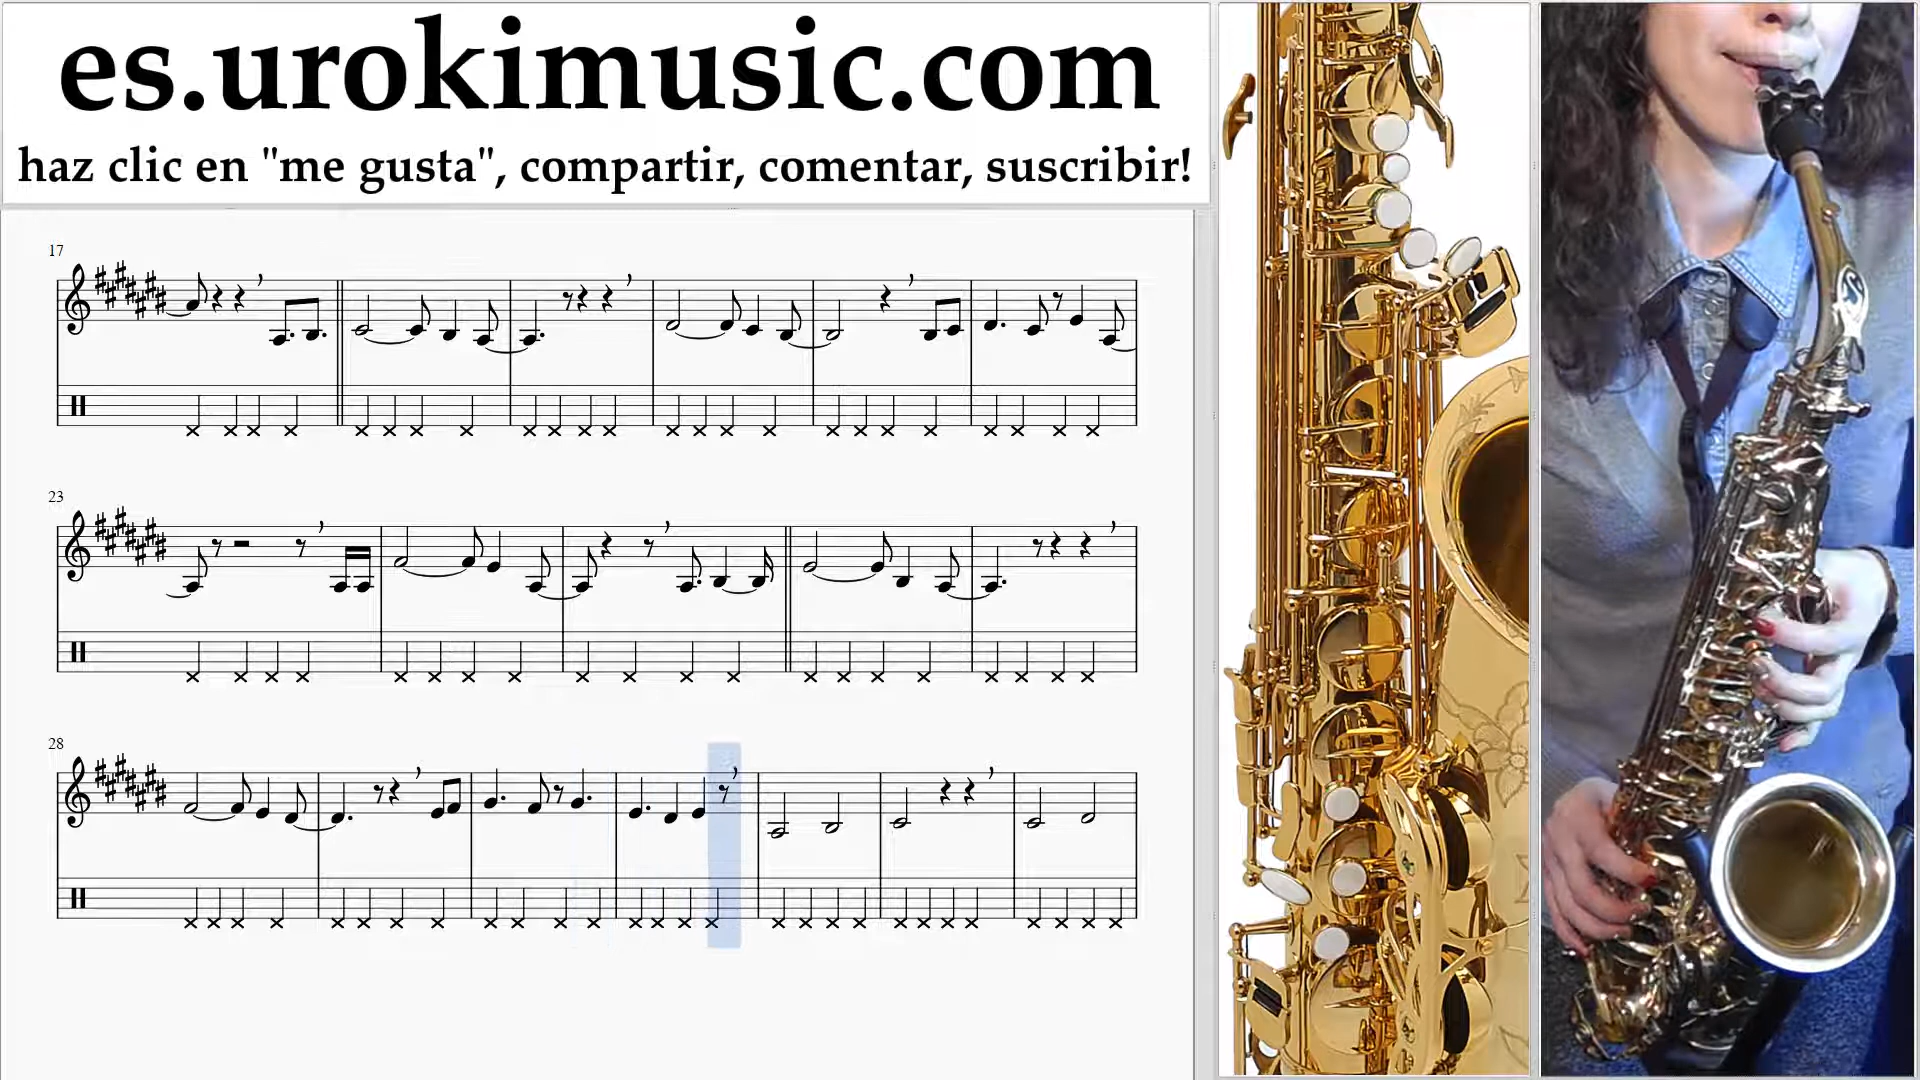 es.urokimusic.com
haz clic en "me gusta", compartir, comentar, suscribir!
17
23
28